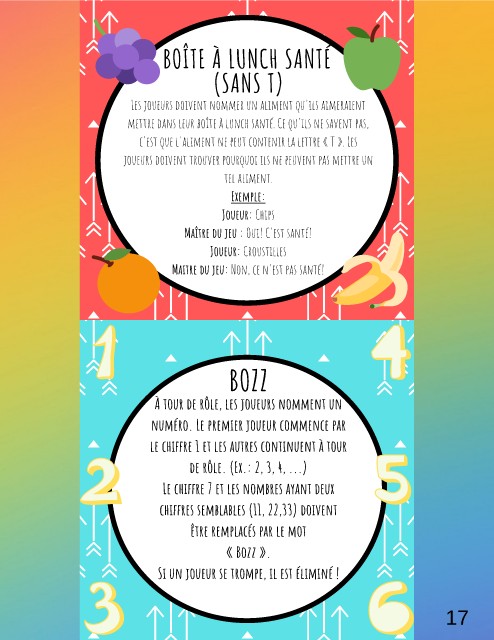 BOÎTE À LUNCH SANTÉ
(SANS T)
LES JOUEURS DOIVENT NOMMER UN ALIMENT QU'ILS AIMERAIENT
METTRE DANS LEUR BOÎTE À LUNCH SANTÉ. CE QU'ILS NE SAVENT PAS,
C'EST QUE L'ALIMENT NE PEUT CONTENIR LA LETTRE « T ». LES
JOUEURS DOIVENT TROUVER POURQUOI ILS NE PEUVENT PAS METTRE UN
TEL ALIMENT.
EXEMPLE:
JOUEUR: CHIPS
MAÎTRE DU JEU : OUI! C'EST SANTÉ!
JOUEUR: CROUSTILLES
MAITRE DU JEU: NON, CE N'EST PAS SANTÉ!
1
4
BOZZ
À TOUR DE RÔLE, LES JOUEURS NOMMENT UN
NUMÉRO. LE PREMIER JOUEUR COMMENCE PAR
LE CHIFFRE 1 ET LES AUTRES CONTINUENT À TOUR
DE RÔLE. (EX.: 2, 3, 4, ...)
2
5
LE CHIFFRE 7 ET LES NOMBRES AYANT DEUX
CHIFFRES SEMBLABLES (11, 22,33) DOIVENT
ÊTRE REMPLACÉS PAR LE MOT
« BOZZ ».
SI UN JOUEUR SE TROMPE, IL EST ÉLIMINÉ !
3
6
17